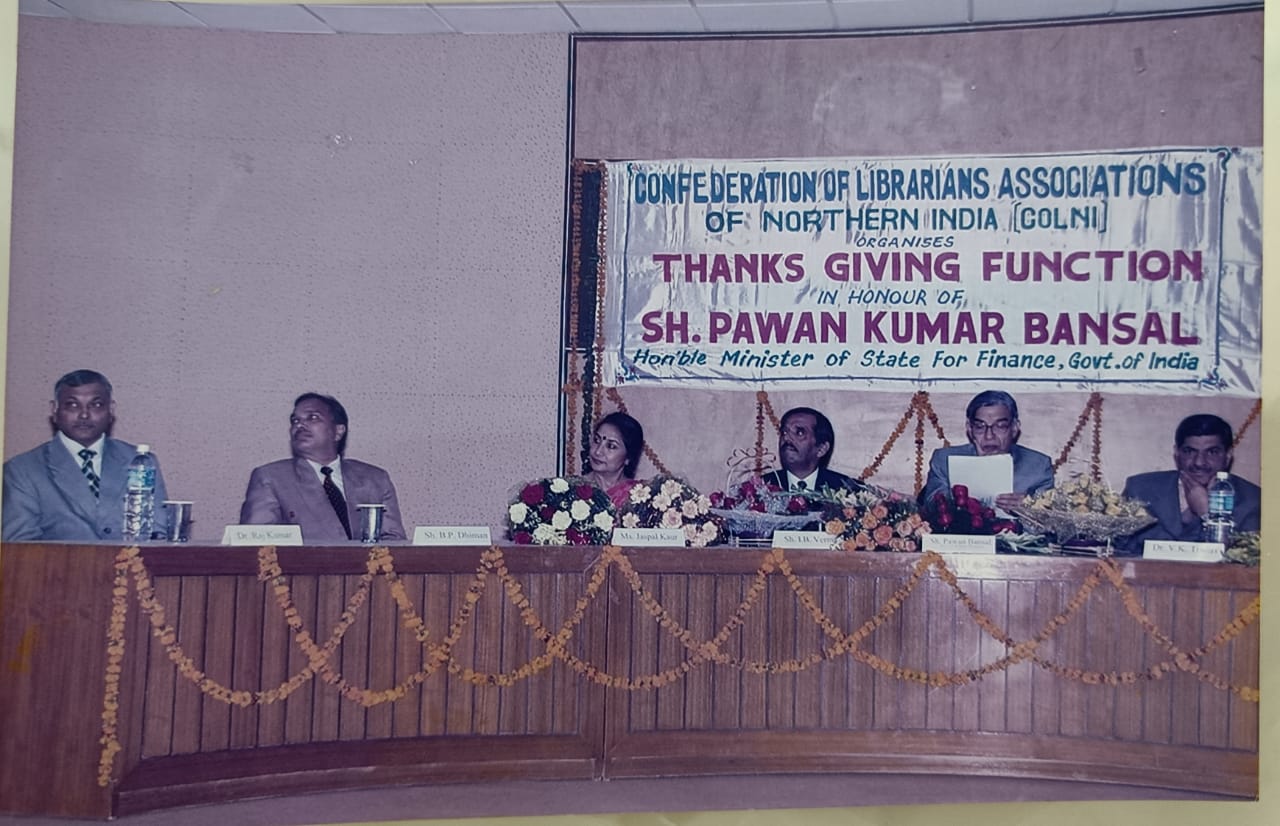 CONFEDERATION OF LIBRARIANS ASSOCIATIONS
OF NORTHERN INDIA [COLNI]
ORGANISES
THANKS GIVING FUNCTION
IN HONOUR OF,
SH. PAWAN KUMAR BANSAL
Hon'ble Minister of State For Finance, Govt. of India
Dr. Raj Kumar
Sh. B.P. Dhiman
Ms. Jaspal Kaur
Sh. I.B. Verma
Sh. Pawan Bansal
Dr. V.K.